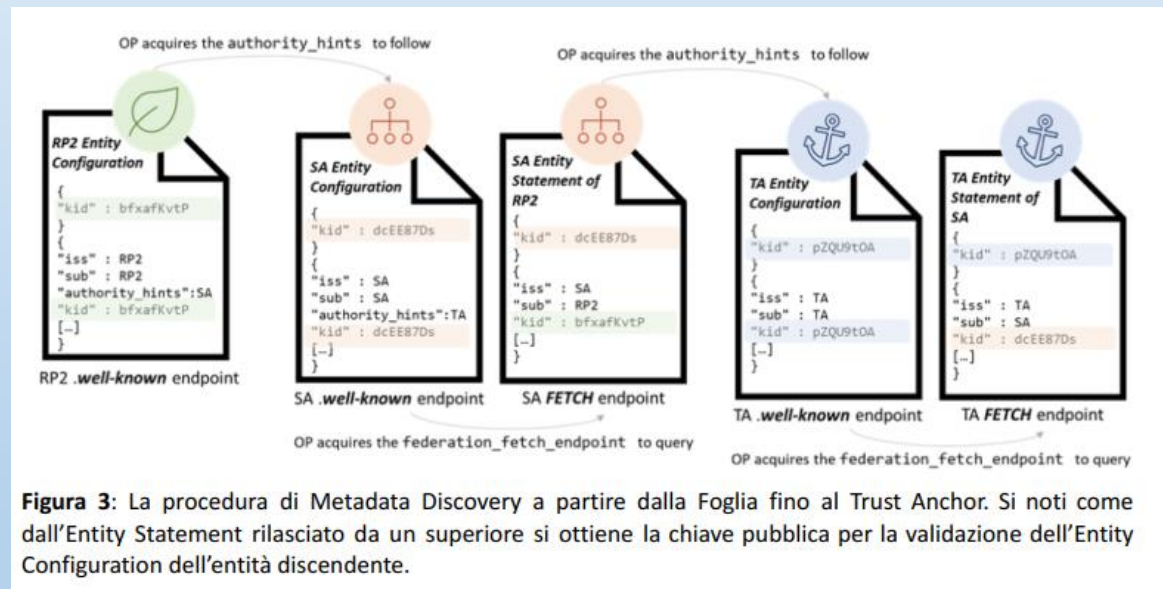 OP acquires the authority_hints to follow
OP acquires the authority_hints to follow
RP2 Entity
Configuration
{
"kid" : bfxafKvtP
}
{
"iss" : RP2
"sub" : RP2
"authority_hints":SA
"kid" : bfxafKvtP
[…]
}
RP2 .well-known endpoint
SA Entity
Configuration
{
"kid" : dcEE87Ds
}
{
"iss" : SA
"sub" : SA
"authority_hints":TA
"kid" : dcEE87Ds
[…]
}
SA .well-known endpoint
SA Entity
Statement of
RP2
{
"kid" : dcEE87Ds
}
{
"iss" : SA
"sub" : RP2
"kid" : bfxafKvtP
[…]
}
SA FETCH endpoint
OP acquires the federation_fetch_endpoint to query
TA Entity
Configuration
{
"kid" : pZQU9tOA
}
{
"iss" : TA
"sub" : TA
"kid" : pZQU9tOA
[…]
}
TA .well-known endpoint
TA Entity
Statement of
SA
{
"kid" : pZQU9tOA
}
{
"iss" : TA
"sub" : SA
"kid" : dcEE87Ds
[…]
}
TA FETCH endpoint
OP acquires the federation_fetch_endpoint to query
Figura 3: La procedura di Metadata Discovery a partire dalla Foglia fino al Trust Anchor. Si noti come
dall'Entity Statement rilasciato da un superiore si ottiene la chiave pubblica per la validazione dell'Entity
Configuration dell'entità discendente.